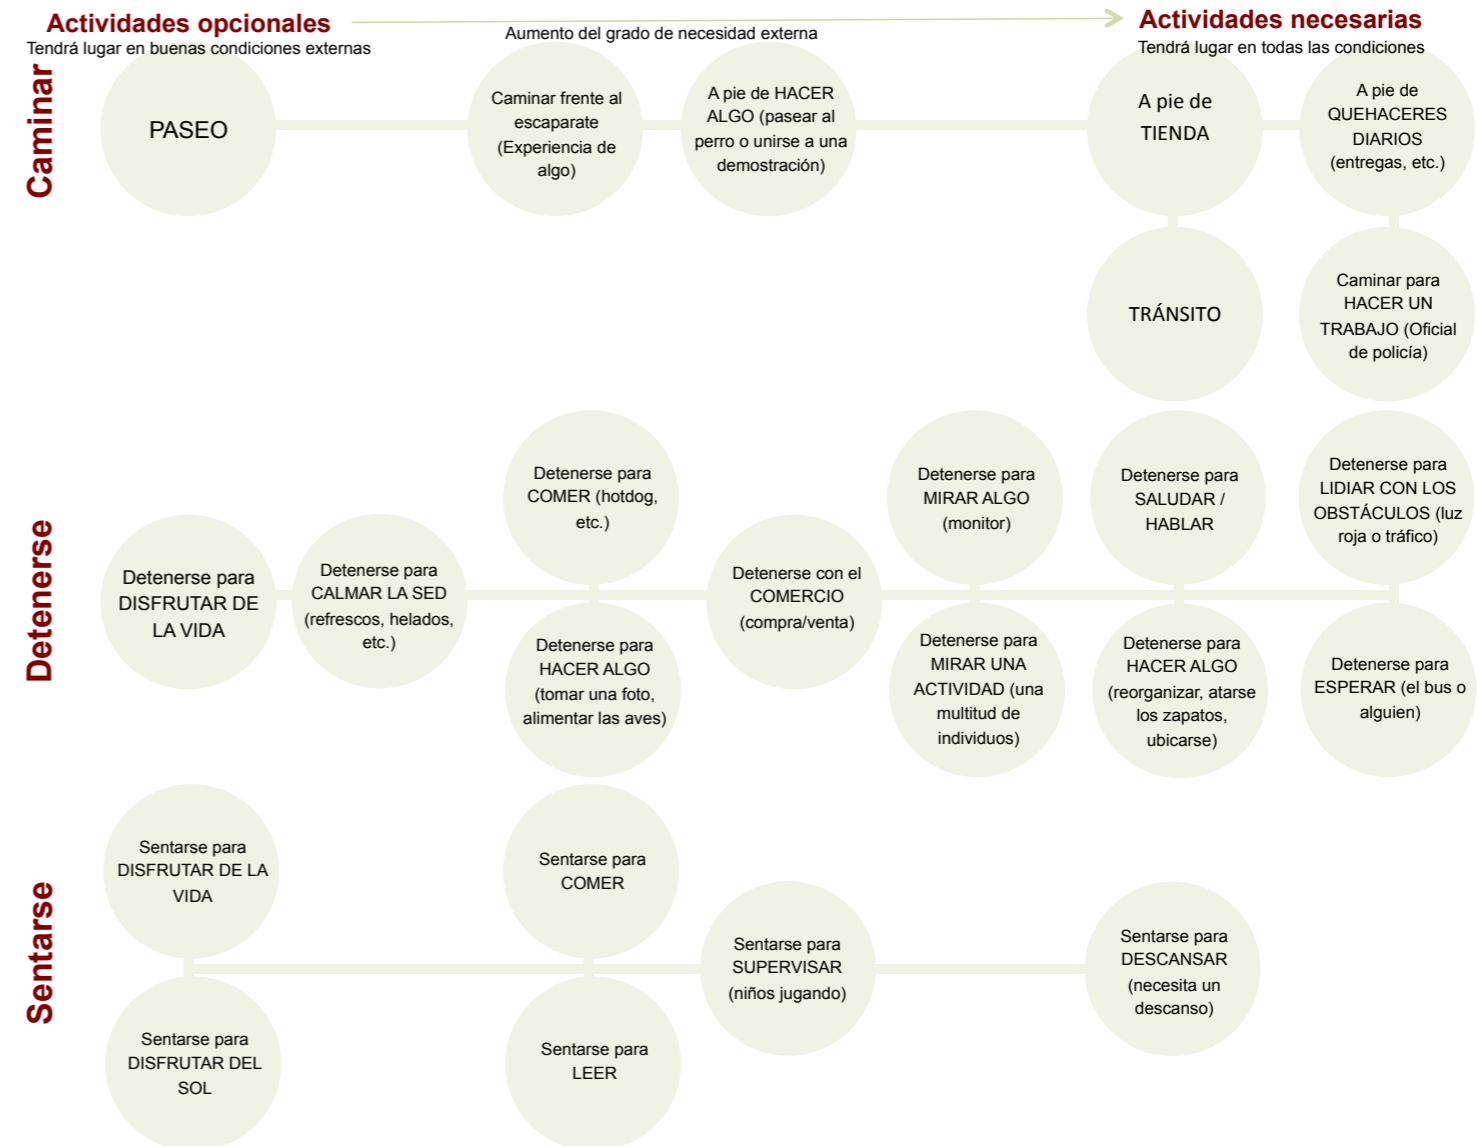 Actividades opcionales
Tendrá lugar en buenas condiciones externas
Aumento del grado de necesidad externa
Actividades necesarias
Tendrá lugar en todas las condiciones
Caminar
PASEO
Caminar frente al
escaparate
(Experiencia de
algo)
A pie de HACER
ALGO (pasear al
perro o unirse a una
demostración)
A pie de
TIENDA
A pie de
QUEHACERES
DIARIOS
(entregas, etc.)
TRÁNSITO
Caminar para
HACER UN
TRABAJO (Oficial
de policía)
Detenerse
Detenerse para
DISFRUTAR DE
LA VIDA
Detenerse para
CALMAR LA SED
(refrescos, helados,
etc.)
Detenerse para
COMER (hotdog,
etc.)
Detenerse para
HACER ALGO
(tomar una foto,
alimentar las aves)
Detenerse con el
COMERCIO
(compra/venta)
Detenerse para
MIRAR ALGO
(monitor)
Detenerse para
MIRAR UNA
ACTIVIDAD (una
multitud de
individuos)
Detenerse para
SALUDAR /
HABLAR
Detenerse para
HACER ALGO
(reorganizar, atarse
los zapatos,
ubicarse)
Detenerse para
LIDIAR CON LOS
OBSTÁCULOS (luz
roja o tráfico)
Detenerse para
ESPERAR (el bus o
alguien)
Sentarse
Sentarse para
DISFRUTAR DE LA
VIDA
Sentarse para
DISFRUTAR DEL
SOL
Sentarse para
COMER
Sentarse para
LEER
Sentarse para
SUPERVISAR
(niños jugando)
Sentarse para
DESCANSAR
(necesita un
descanso)